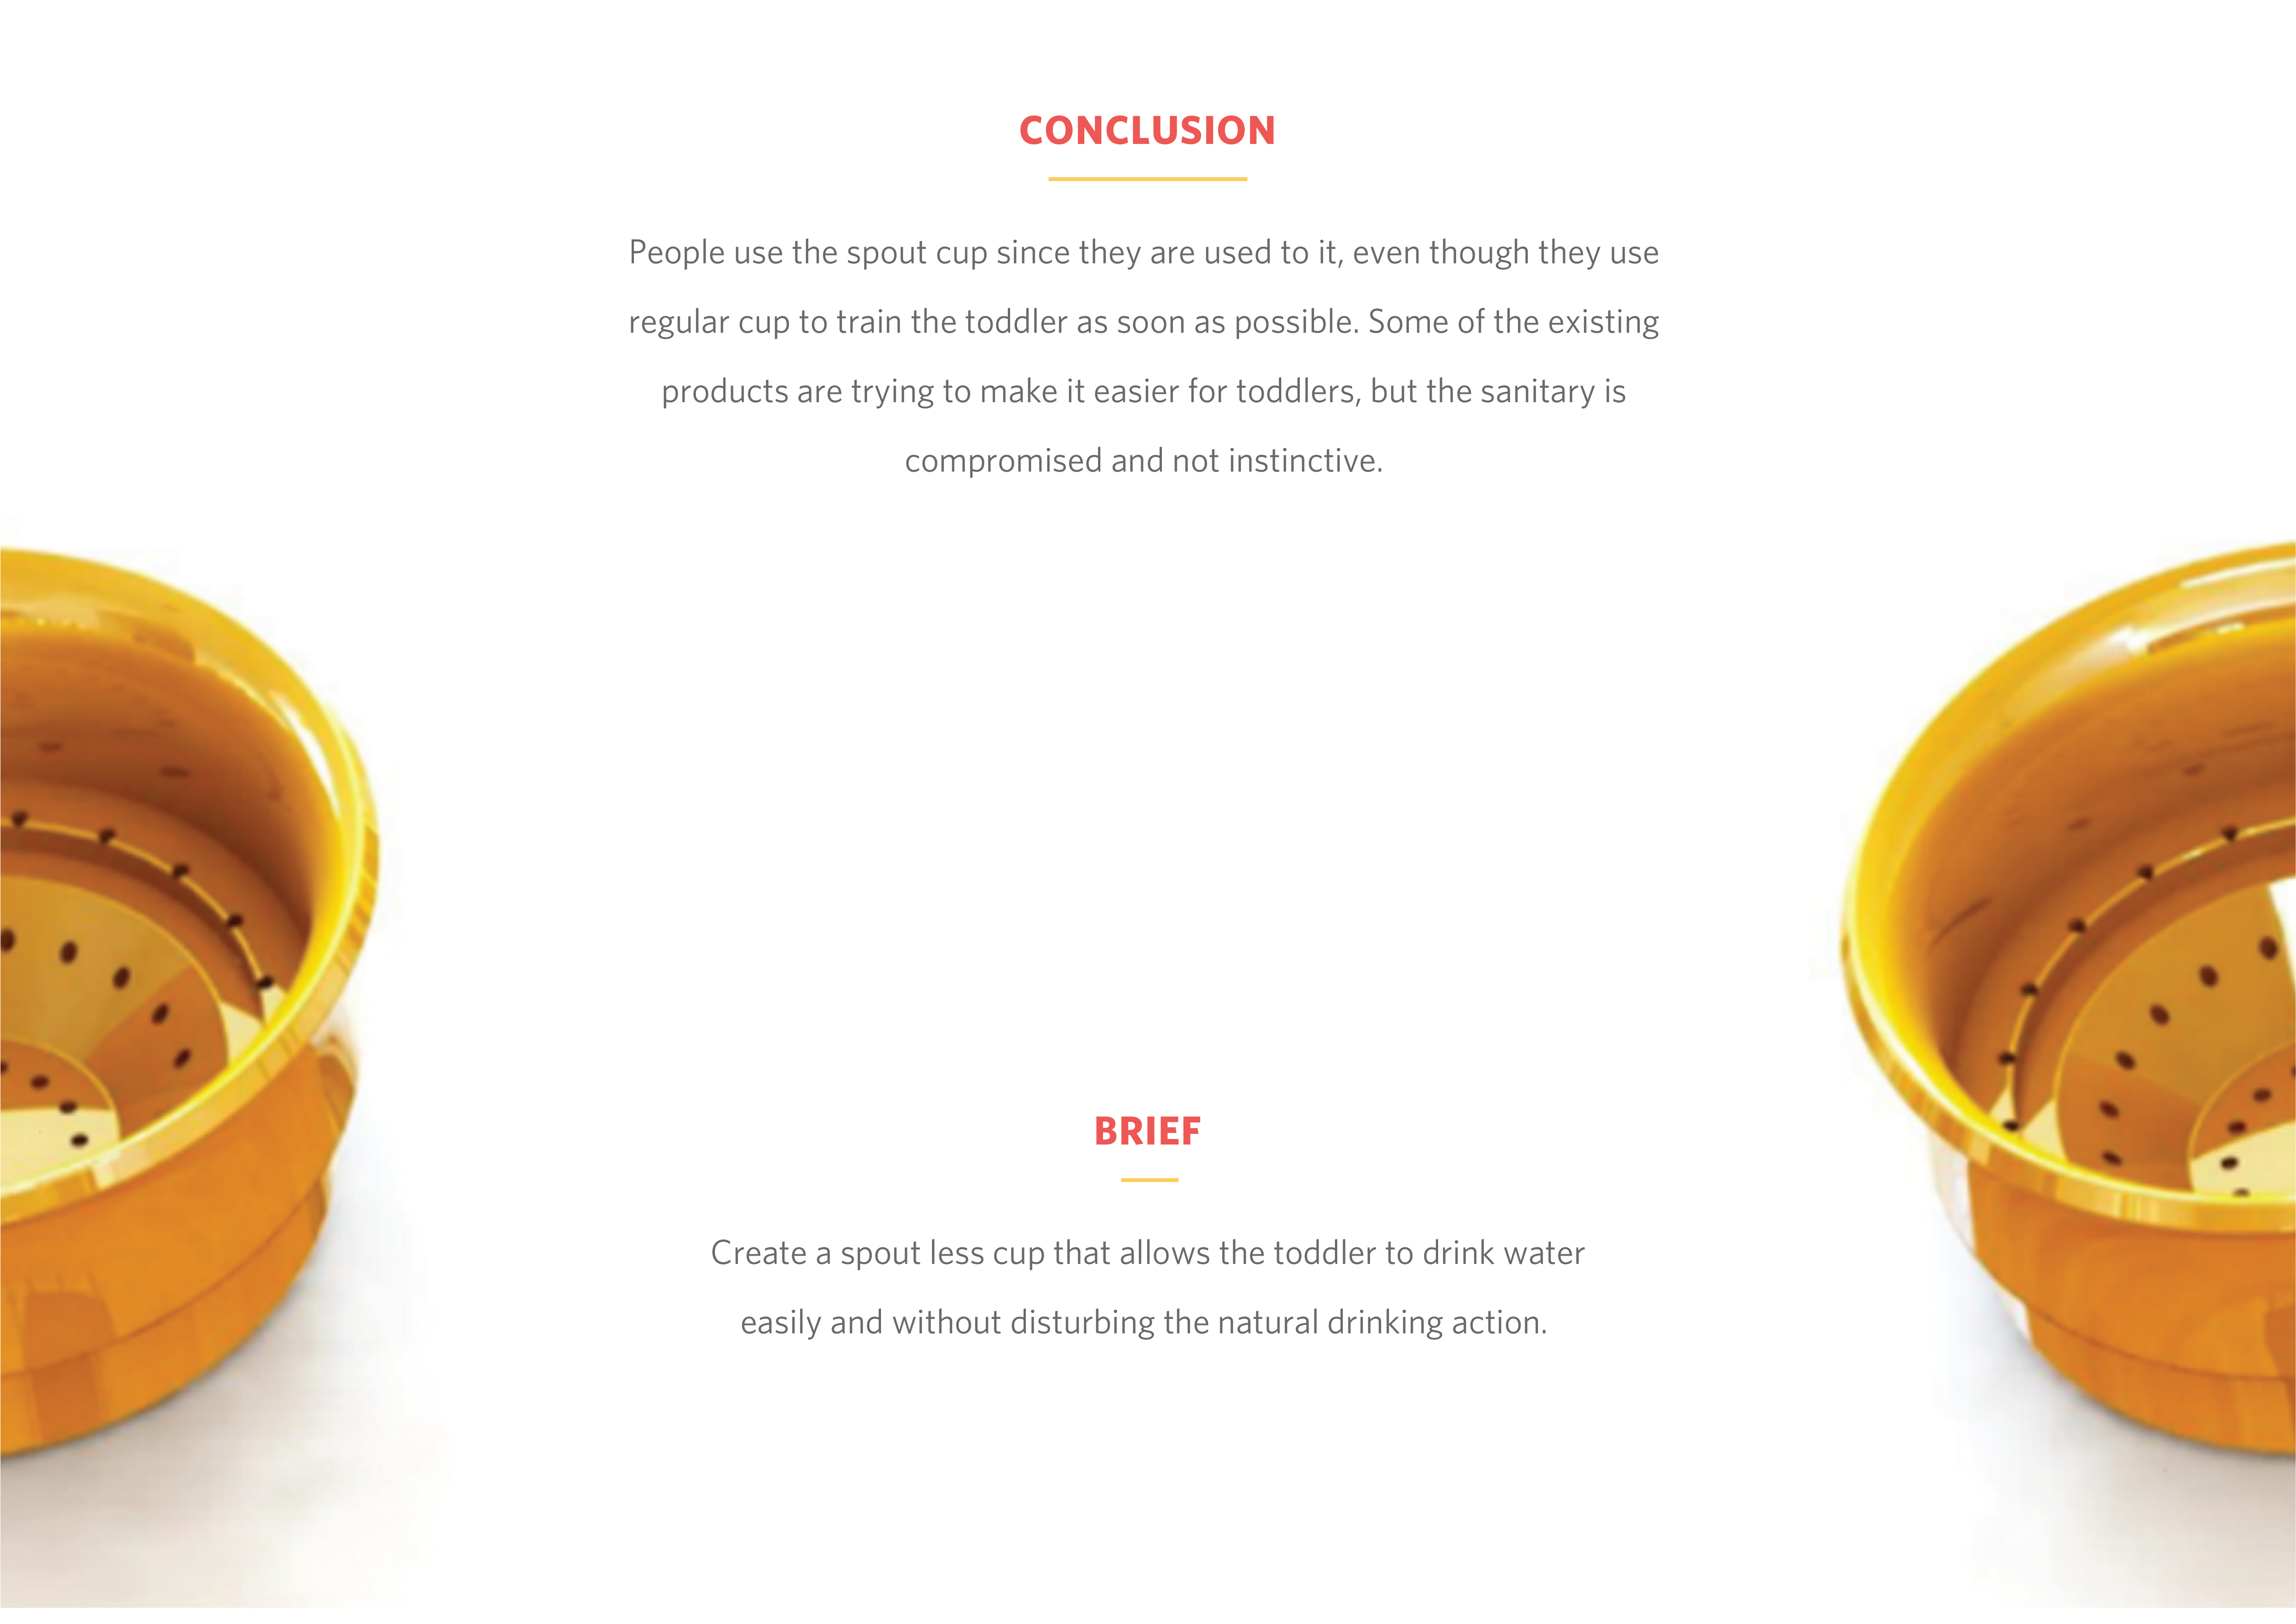 CONCLUSION
People use the spout cup since they are used to it, even though they use
regular cup to train the toddler as soon as possible. Some of the existing
products are trying to make it easier for toddlers, but the sanitary is
compromised and not instinctive.
BRIEF
Create a spout less cup that allows the toddler to drink water
easily and without disturbing the natural drinking action.